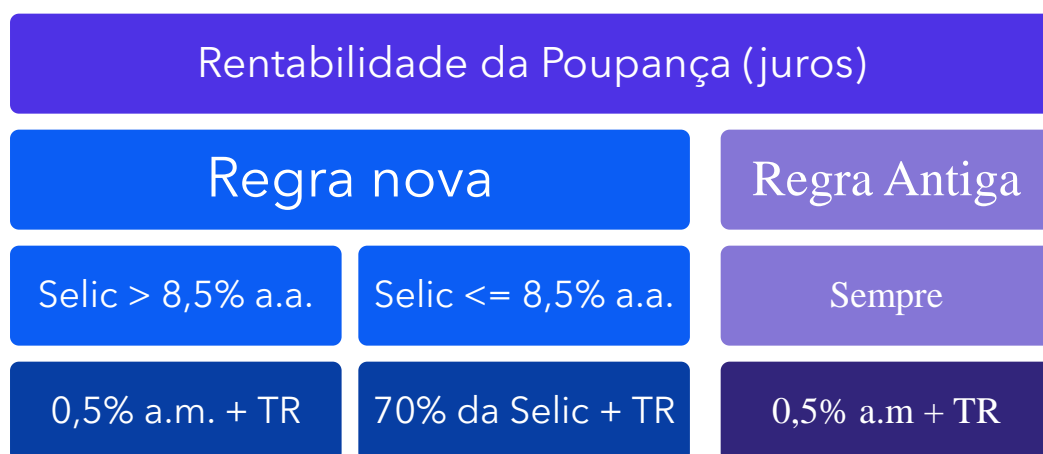 Rentabilidade da Poupança (juros)
Regra nova
Regra Antiga
Selic > 8,5% a.a.
Selic <= 8,5% a.a.
Sempre
0,5% a.m. + TR
70% da Selic + TR
0,5% a.m + TR